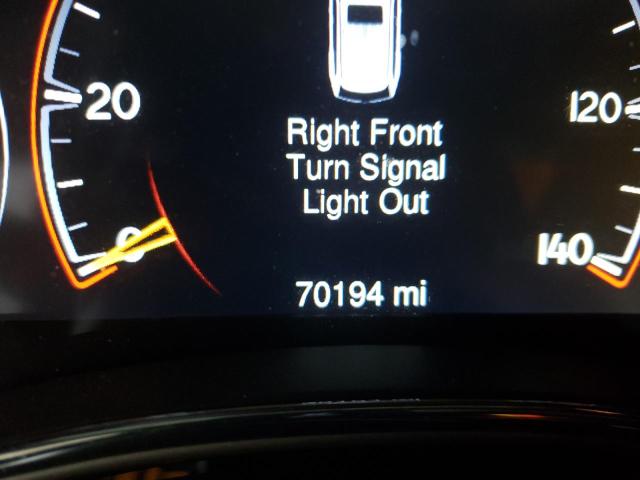 20
120
Right Front
Turn Signal
Light Out
0
140
70194 mi